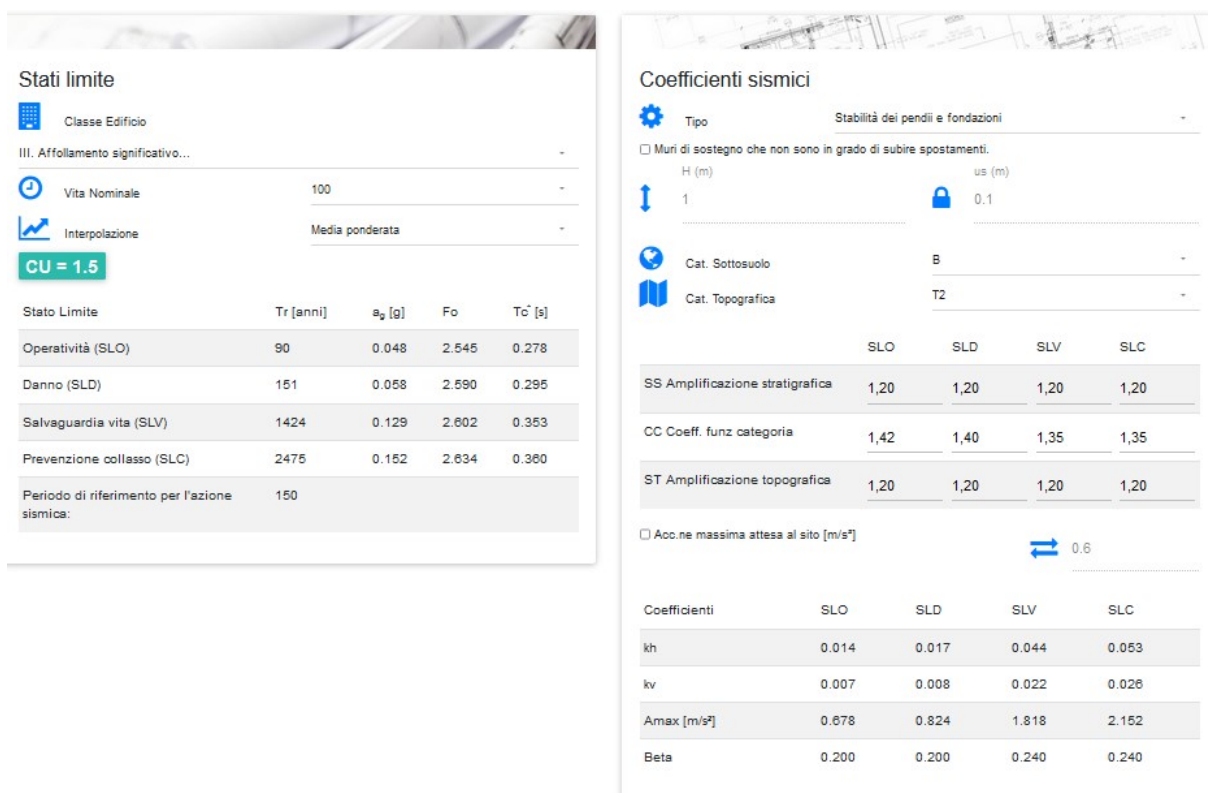 Stati limite
Classe Edificio
III. Affollamento significativo...
Vita Nominale 100
Interpolazione Media ponderata
CU = 1.5
Stato Limite Tr [anni] ag [g] Fo Tc* [s]
Operatività (SLO) 90 0.048 2.545 0.278
Danno (SLD) 151 0.058 2.590 0.295
Salvaguardia vita (SLV) 1424 0.129 2.602 0.353
Prevenzione collasso (SLC) 2475 0.152 2.634 0.360
Periodo di riferimento per l'azione 150
sismica:
Coefficienti sismici
Tipo Stabilità dei pendii e fondazioni
Muri di sostegno che non sono in grado di subire spostamenti.
H (m) us (m)
1 0.1
Cat. Sottosuolo B
Cat. Topografica T2
SLO SLD SLV SLC
SS Amplificazione stratigrafica 1,20 1,20 1,20 1,20
CC Coeff. funz categoria 1,42 1,40 1,35 1,35
ST Amplificazione topografica 1,20 1,20 1,20 1,20
Acc.ne massima attesa al sito [m/s²] 0.6
Coefficienti SLO SLD SLV SLC
kh 0.014 0.017 0.044 0.053
kv 0.007 0.008 0.022 0.026
Amax [m/s²] 0.678 0.824 1.818 2.152
Beta 0.200 0.200 0.240 0.240